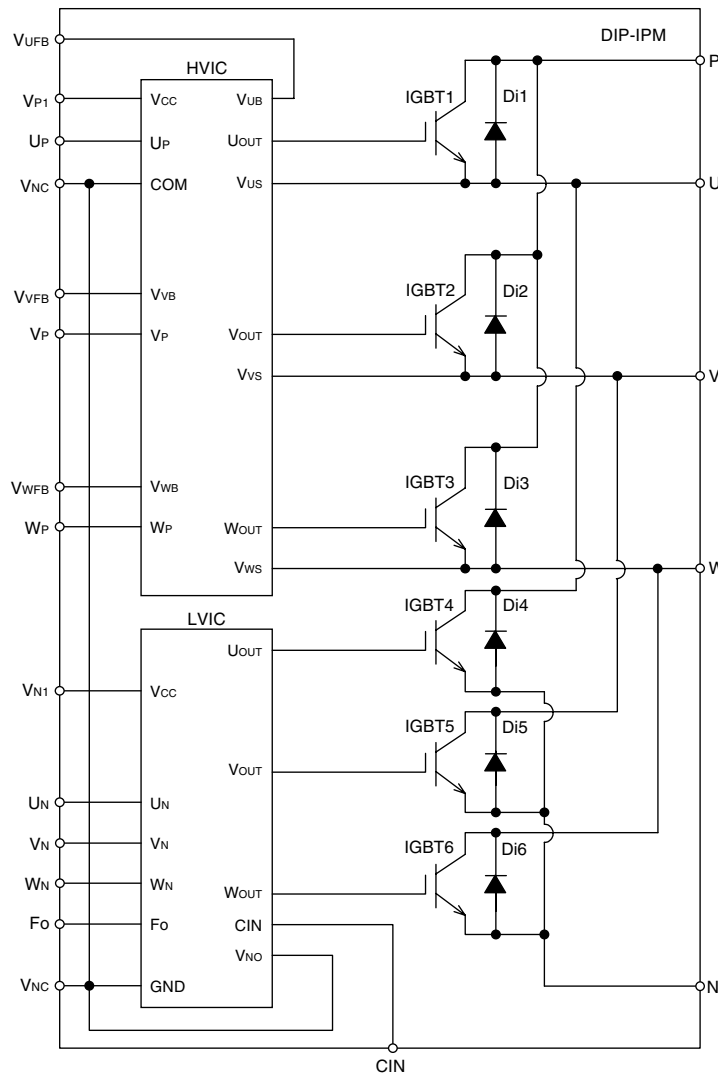 DIP-IPM
VUFB
HVIC
P
IGBT1
Di1
VP1
VCC
VUB
UP
UP
UOUT
VNC
COM
VUS
U
IGBT2
Di2
VVFB
VVB
VP
VP
VOUT
VVS
V
IGBT3
Di3
VWFB
VWB
WP
WP
WOUT
VWS
W
IGBT4
Di4
LVIC
UOUT
VN1
VCC
IGBT5
Di5
VOUT
UN
UN
VN
VN
IGBT6
Di6
WN
WN
WOUT
Fo
Fo
CIN
VNO
VNC
GND
N
CIN